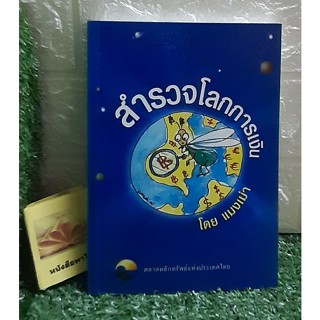 สำรวจโลกการเงิน
โดย แมงเม่า
ตลาดหลักทรัพย์แห่งประเทศไทย